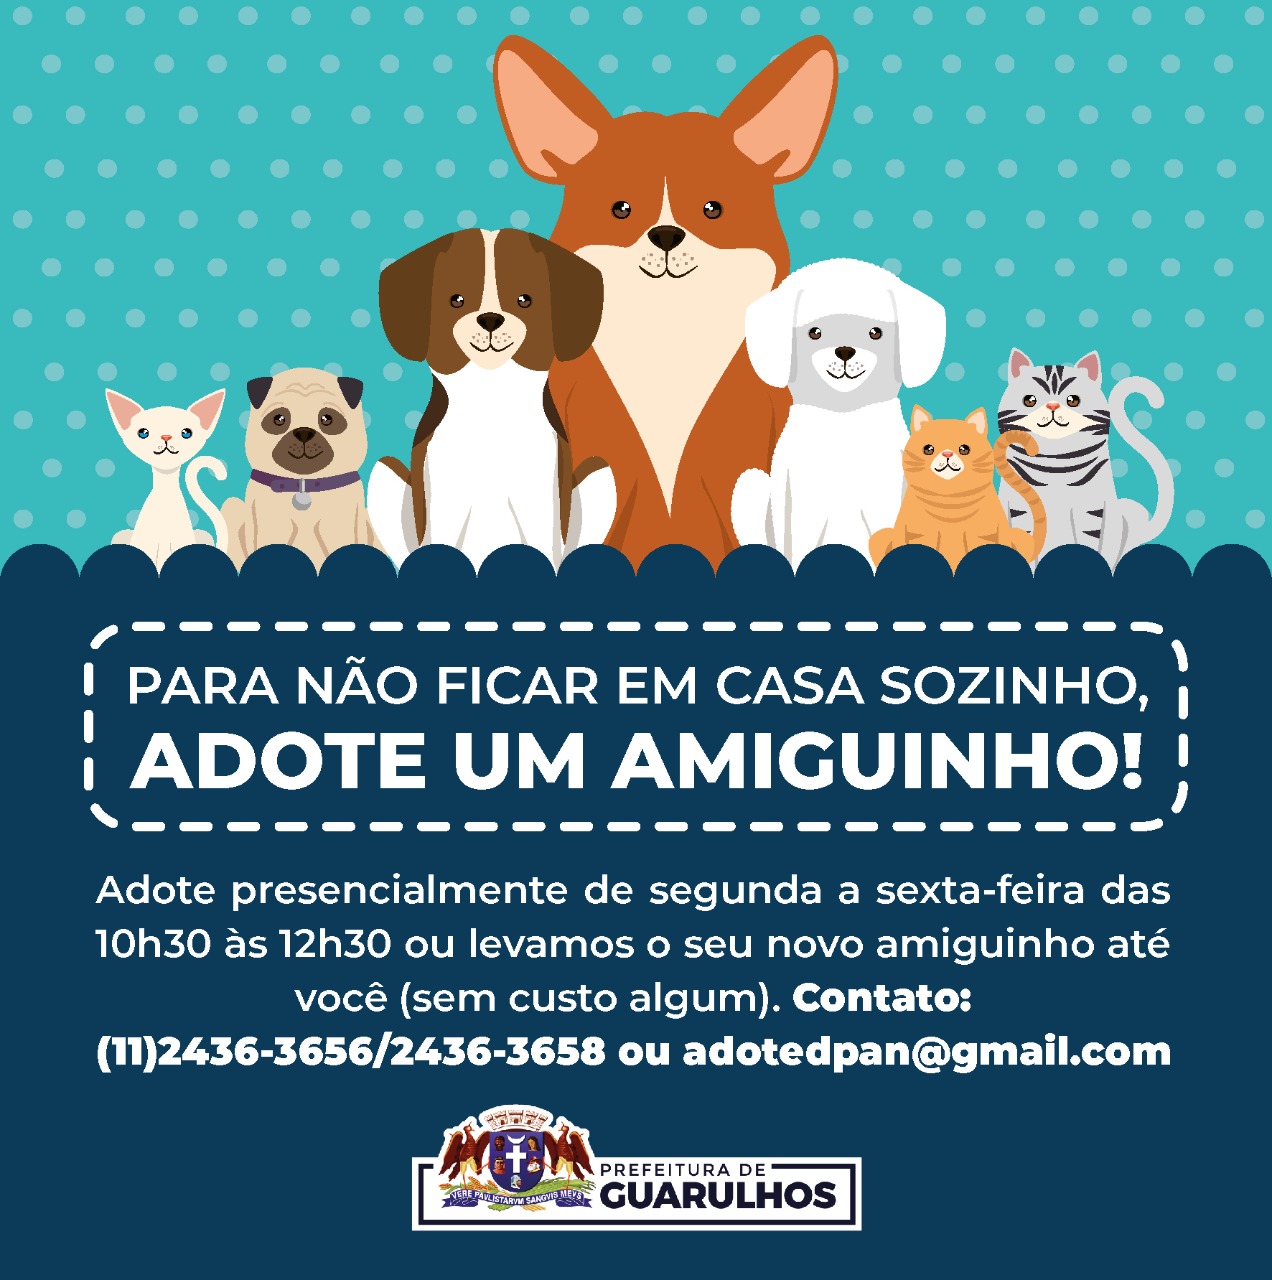 PARA NÃO FICAR EM CASA SOZINHO,
ADOTE UM AMIGUINHO!
Adote presencialmente de segunda a sexta-feira das
10h30 às 12h30 ou levamos o seu novo amiguinho até
você (sem custo algum). Contato:
(11)2436-3656/2436-3658 ou adotedpan@gmail.com
VERE PAVLISTARVM SANGVIS MEVS
PREFEITURA DE
GUARULHOS